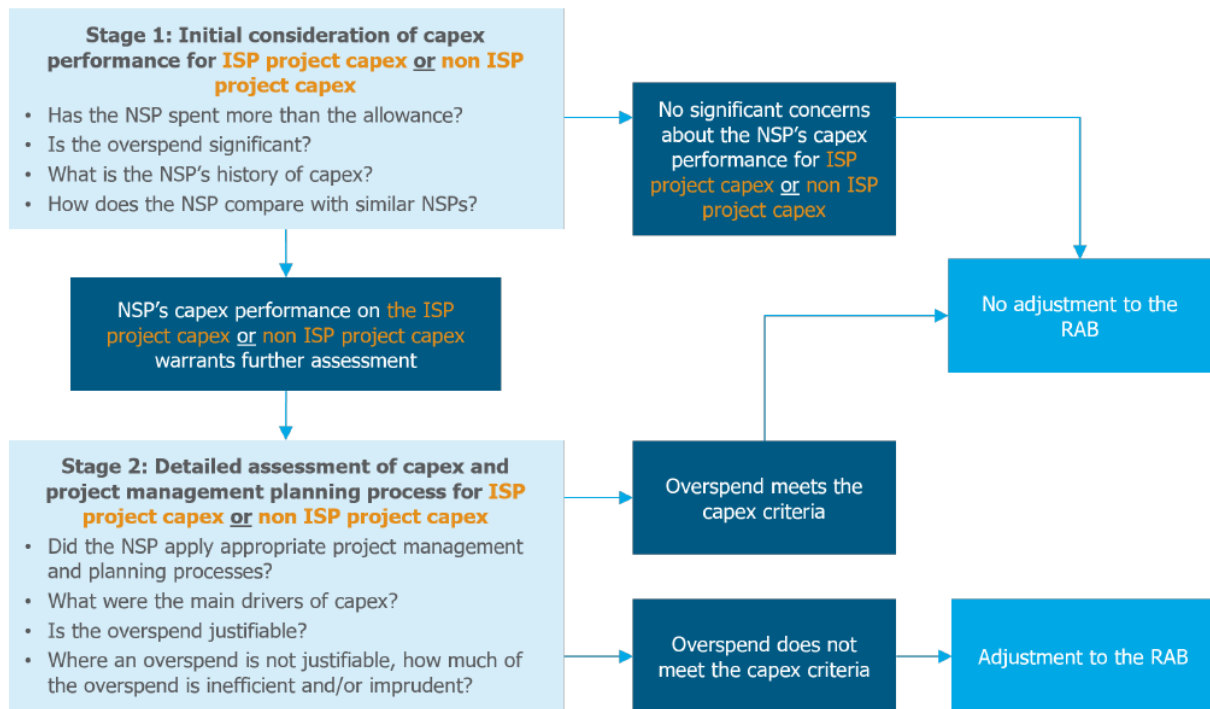 Stage 1: Initial consideration of capex
performance for ISP project capex or non ISP
project capex
• Has the NSP spent more than the allowance?
• Is the overspend significant?
• What is the NSP's history of capex?
• How does the NSP compare with similar NSPs?
No significant concerns
about the NSP's capex
performance for ISP
project capex or non ISP
project capex
No adjustment to the
RAB
NSP's capex performance on the ISP
project capex or non ISP project capex
warrants further assessment
Stage 2: Detailed assessment of capex and
project management planning process for ISP
project capex or non ISP project capex
• Did the NSP apply appropriate project management
and planning processes?
• What were the main drivers of capex?
• Is the overspend justifiable?
• Where an overspend is not justifiable, how much of
the overspend is inefficient and/or imprudent?
Overspend meets the
capex criteria
Overspend does not
meet the capex criteria
Adjustment to the RAB